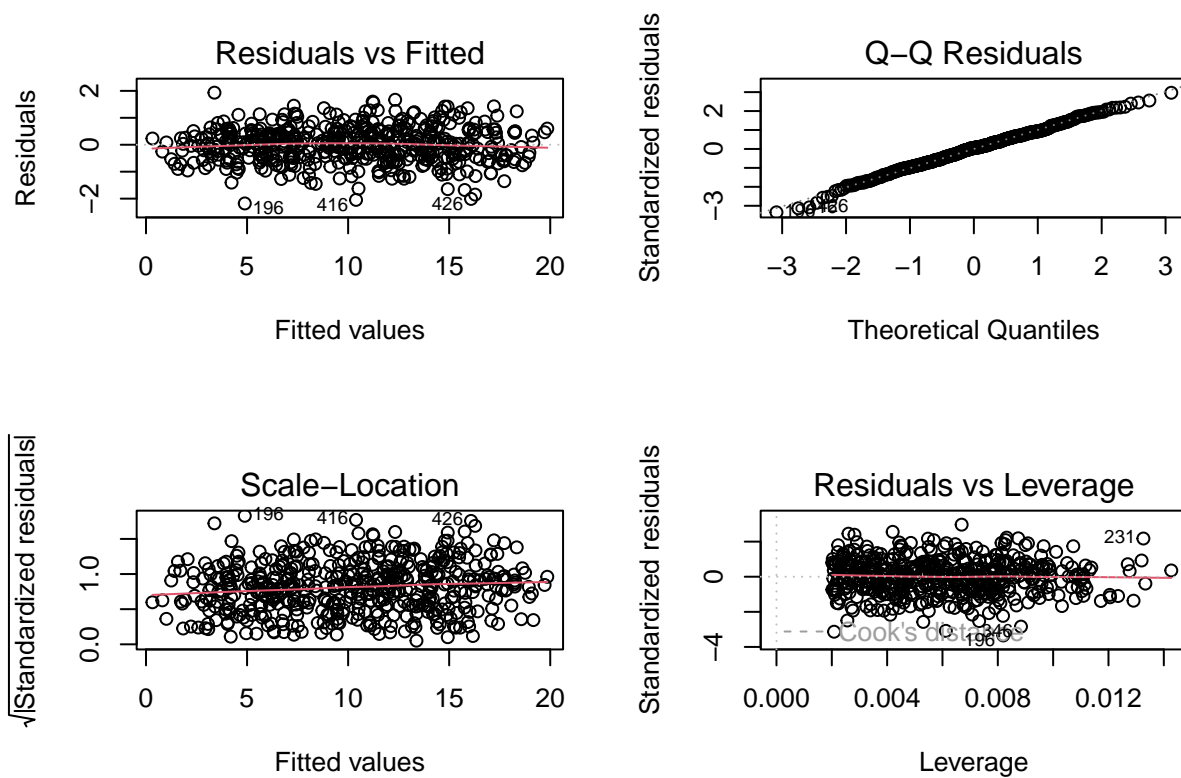 Residuals vs Fitted
Residuals
2
0
−2
196
416
426
0 5 10 15 20
Fitted values
Q−Q Residuals
Standardized residuals
2
0
−3
−3 −2 −1 0 1 2 3
Theoretical Quantiles
Scale−Location
√|Standardized residuals|
1.0
0.0
196
416
426
0 5 10 15 20
Fitted values
Residuals vs Leverage
Standardized residuals
0
−4
231
Cook's distance
346
196
0.000 0.004 0.008 0.012
Leverage